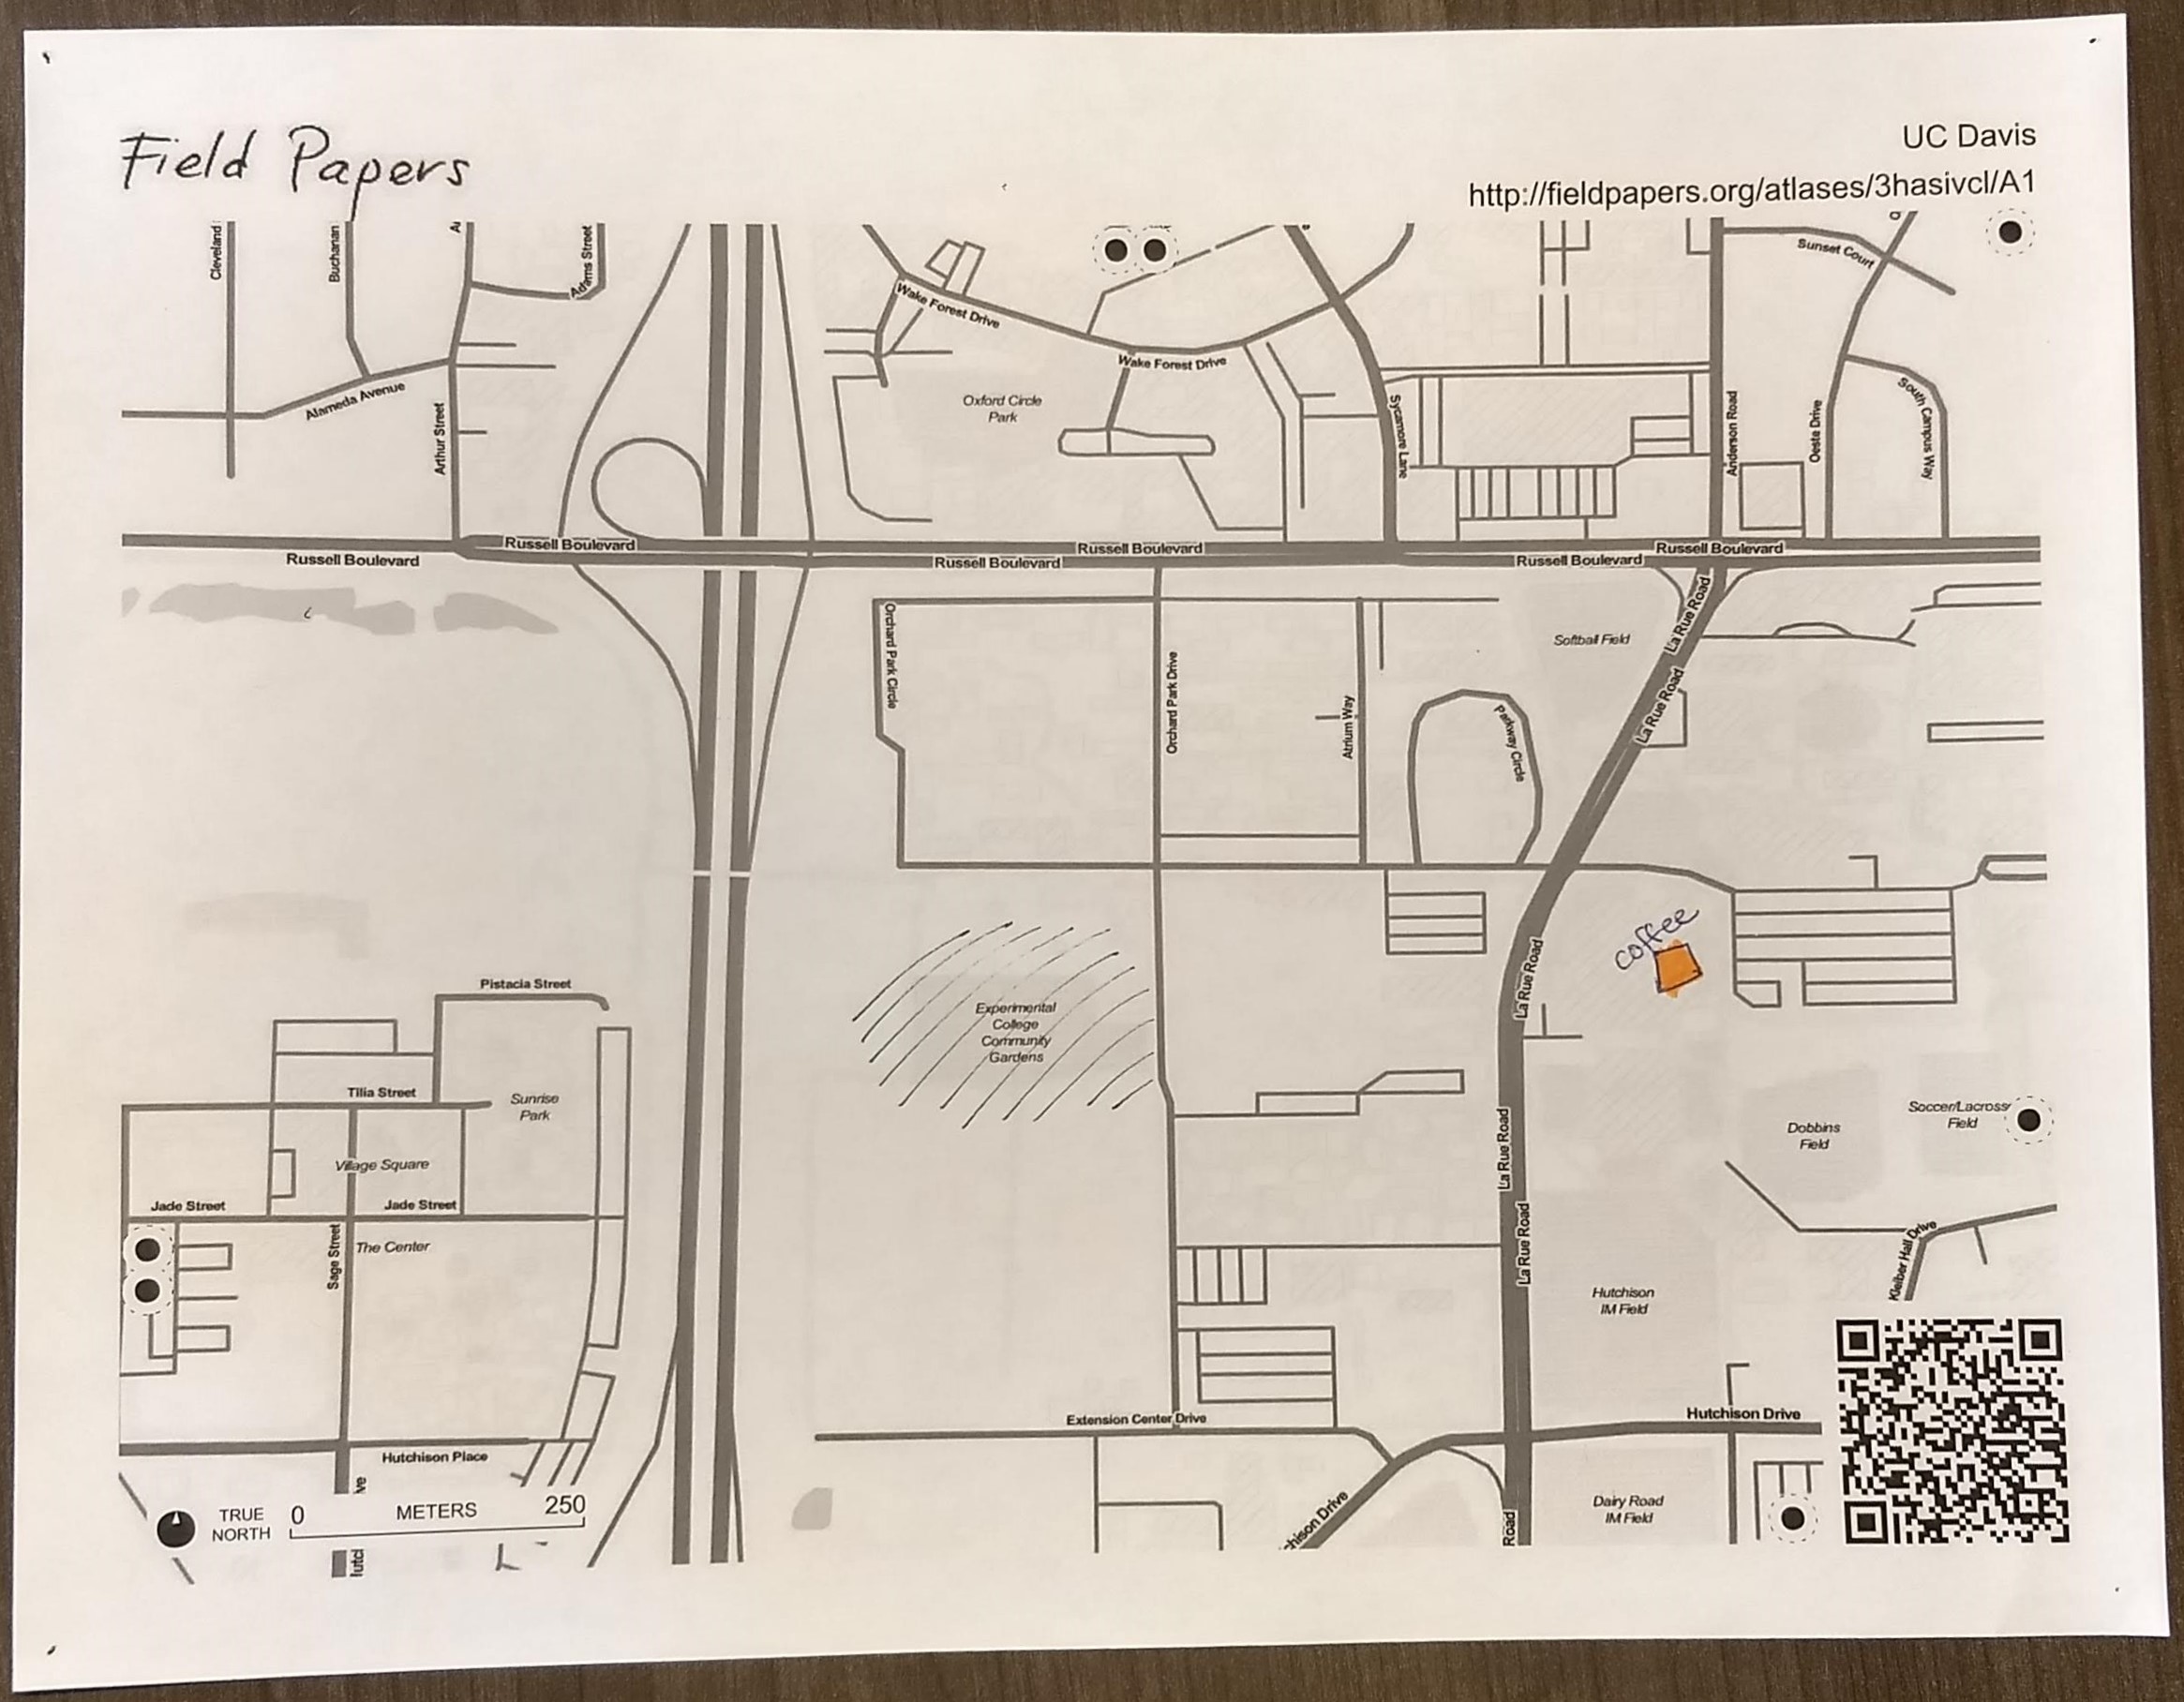 Field Papers
UC Davis
http://fieldpapers.org/atlases/3hasivcl/A1
Cleveland
Buchanan
Adams Street
Sunset Court
Wake Forest Drive
Wake Forest Drive
Alameda Avenue
Arthur Street
Oxford Circle
Park
Sycamore Lane
Anderson Road
Oeste Drive
South Campus Way
Russell Boulevard
Russell Boulevard
Russell Boulevard
Russell Boulevard
Russell Boulevard
Russell Boulevard
Orchard Park Circle
Orchard Park Drive
Atrium Way
Parkway Circle
Softball Field
La Rue Road
La Rue Road
coffee
La Rue Road
Experimental
College
Community
Gardens
Pistacia Street
Tilia Street
Sunrise
Park
Village Square
Jade Street
Jade Street
Sage Street
The Center
La Rue Road
La Rue Road
Dobbins
Field
Soccer/Lacross
Field
Kleiber Hall Drive
Hutchison
IM Field
Extension Center Drive
Hutchison Drive
Hutchison Place
ve
TRUE
NORTH
0
METERS
250
hison Drive
Road
Dairy Road
IM Field